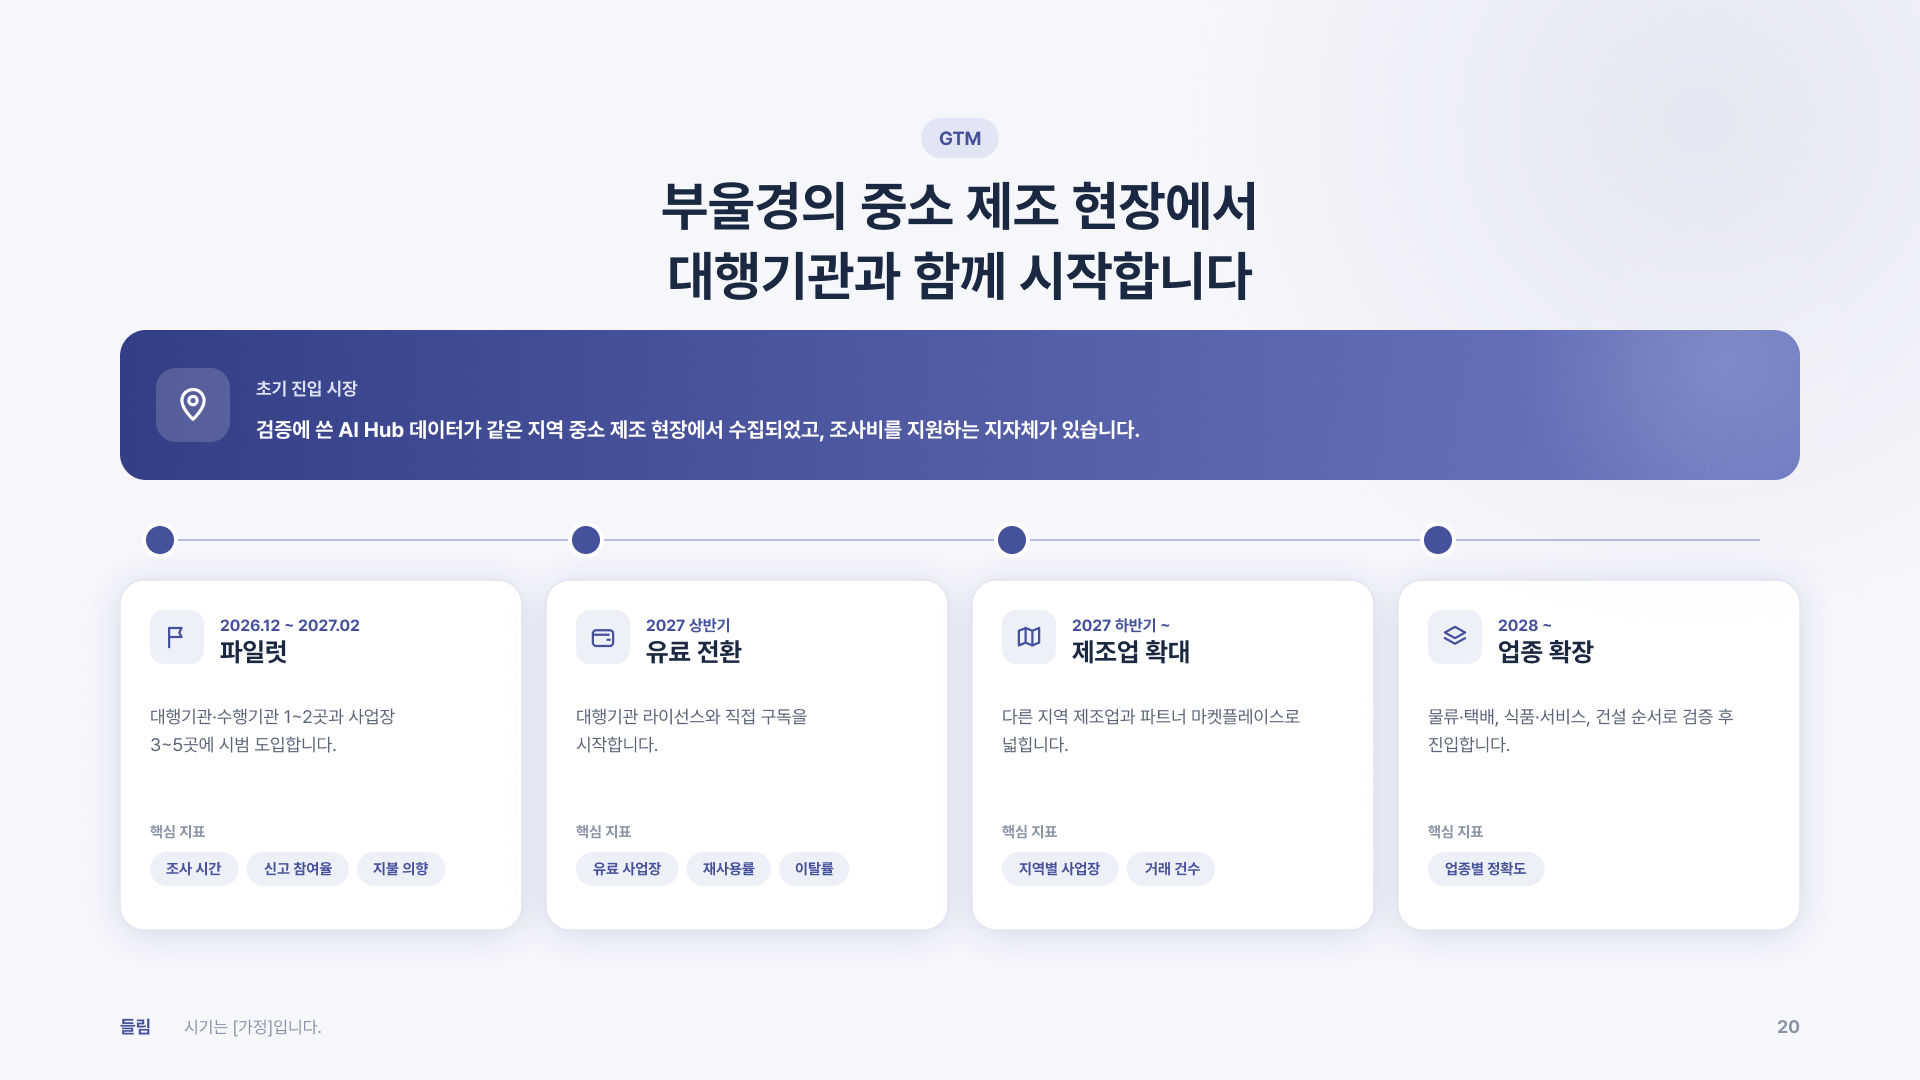 GTM
부울경의 중소 제조 현장에서
대행기관과 함께 시작합니다
초기 진입 시장
검증에 쓴 AI Hub 데이터가 같은 지역 중소 제조 현장에서 수집되었고, 조사비를 지원하는 지자체가 있습니다.
2026.12 ~ 2027.02
파일럿
대행기관·수행기관 1~2곳과 사업장
3~5곳에 시범 도입합니다.
핵심 지표
조사 시간 신고 참여율 지불 의향
2027 상반기
유료 전환
대행기관 라이선스와 직접 구독을
시작합니다.
핵심 지표
유료 사업장 재사용률 이탈률
2027 하반기 ~
제조업 확대
다른 지역 제조업과 파트너 마켓플레이스로
넓힙니다.
핵심 지표
지역별 사업장 거래 건수
2028 ~
업종 확장
물류·택배, 식품·서비스, 건설 순서로 검증 후
진입합니다.
핵심 지표
업종별 정확도
들림 시기는 [가정]입니다.
20